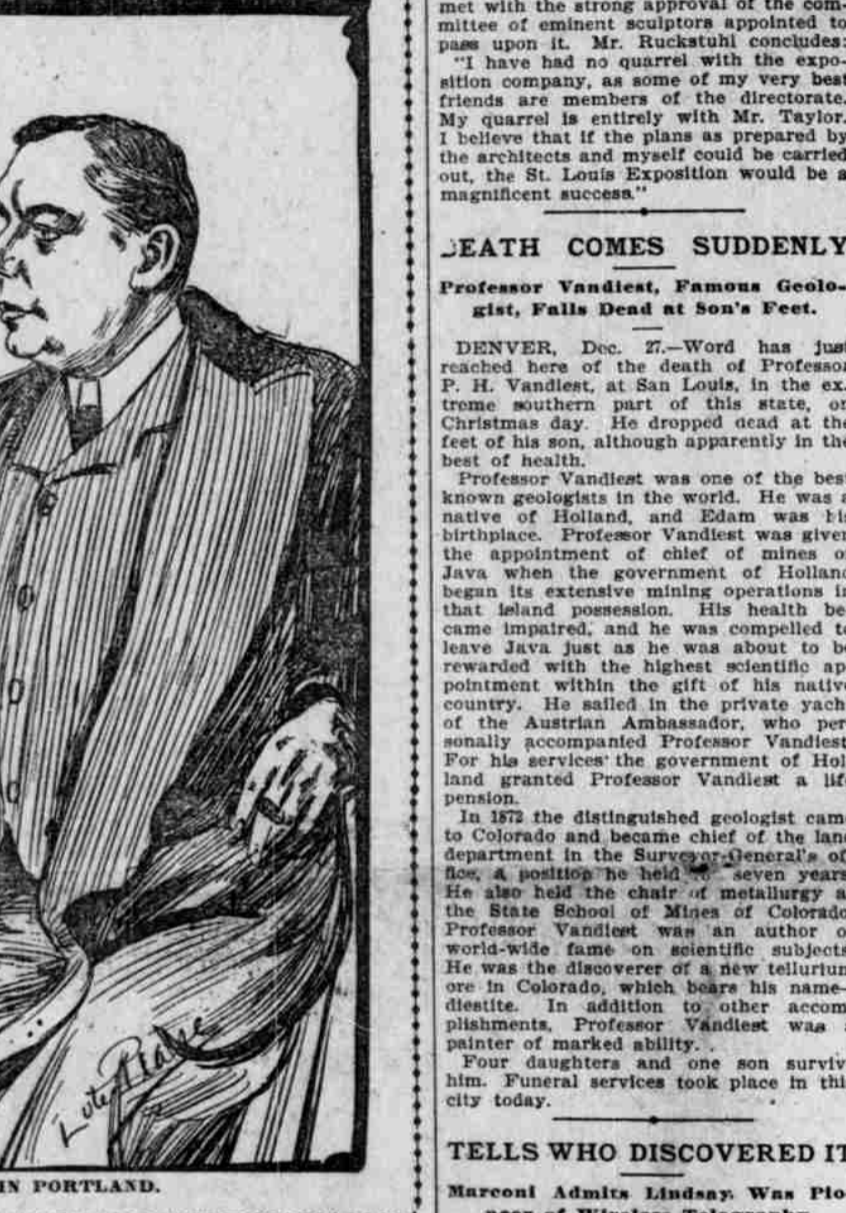 met with the strong approval of the com-
mittee of eminent sculptors appointed to
pass upon it. Mr. Ruckstuhl concludes:
"I have had no quarrel with the expo-
sition company, as some of my very best
friends are members of the directorate.
My quarrel is entirely with Mr. Taylor.
I believe that if the plans as prepared by
the architects and myself could be carried
out, the St. Louis Exposition would be a
magnificent success."
DEATH COMES SUDDENLY
Professor Vandiest, Famous Geolo-
gist, Falls Dead at Son's Feet.
DENVER, Dec. 27.—Word has just
reached here of the death of Professor
P. H. Vandiest, at San Louis, in the ex-
treme southern part of this state, on
Christmas day. He dropped dead at the
feet of his son, although apparently in the
best of health.
Professor Vandiest was one of the best
known geologists in the world. He was a
native of Holland, and Edam was his
birthplace. Professor Vandiest was given
the appointment of chief of mines of
Java when the government of Holland
began its extensive mining operations in
that island possession. His health be
came impaired, and he was compelled to
leave Java just as he was about to be
rewarded with the highest scientific ap
pointment within the gift of his native
country. He sailed in the private yach
of the Austrian Ambassador, who per
sonally accompanied Professor Vandiest
For his services the government of Hol
land granted Professor Vandiest a life
pension.
In 1872 the distinguished geologist came
to Colorado and became chief of the land
department in the Surveyor-General's of
fice, a position he held seven years
He also held the chair of metallurgy a
the State School of Mines of Colorado
Professor Vandiest was an author o
world-wide fame on scientific subjects
He was the discoverer of a new tellurium
ore in Colorado, which bears his name—
diestite. In addition to other accom
plishments, Professor Vandiest was
painter of marked ability.
Four daughters and one son surviv
him. Funeral services took place in this
city today.
TELLS WHO DISCOVERED IT
Marconi Admits Lindsay Was Pio-
neer of Wireless Telegraphy
IN PORTLAND.